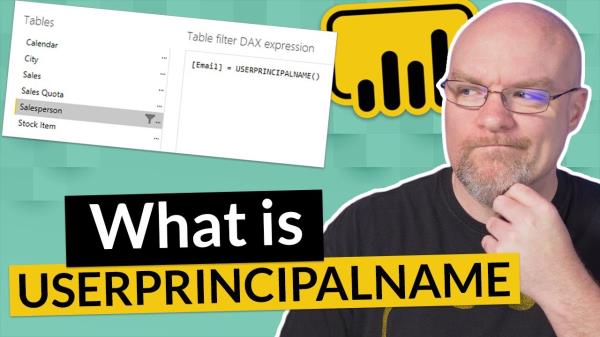 Tables
Calendar
City
Sales
Sales Quota
Salesperson
Stock Item
Table filter DAX expression
[Email] = USERPRINCIPALNAME()
What is
USERPRINCIPALNAME